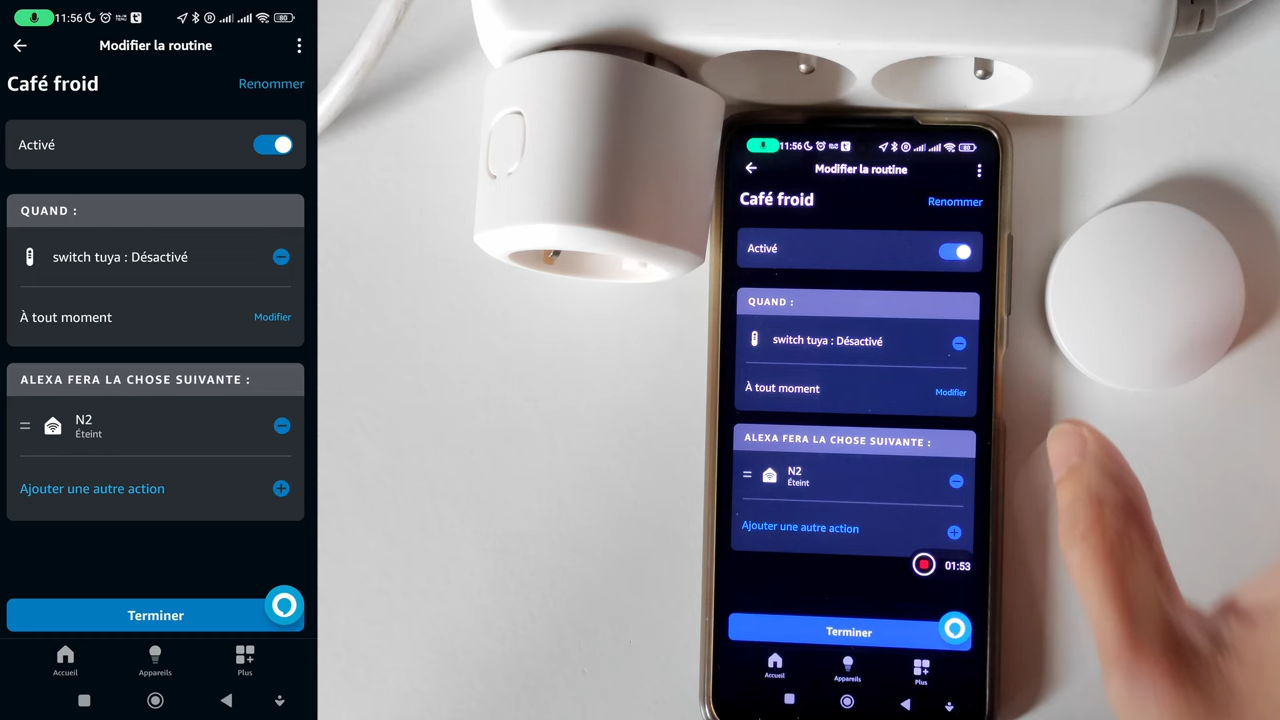 11:56
80
Modifier la routine
Café froid
Renommer
Activé
QUAND :
switch tuya : Désactivé
À tout moment
Modifier
ALEXA FERA LA CHOSE SUIVANTE :
N2
Éteint
Ajouter une autre action
Terminer
Accueil
Appareils
Plus
11:56
80
Modifier la routine
Café froid
Renommer
Activé
QUAND :
switch tuya : Désactivé
À tout moment
Modifier
ALEXA FERA LA CHOSE SUIVANTE :
N2
Éteint
Ajouter une autre action
01:53
Terminer
Accueil
Appareils
Plus